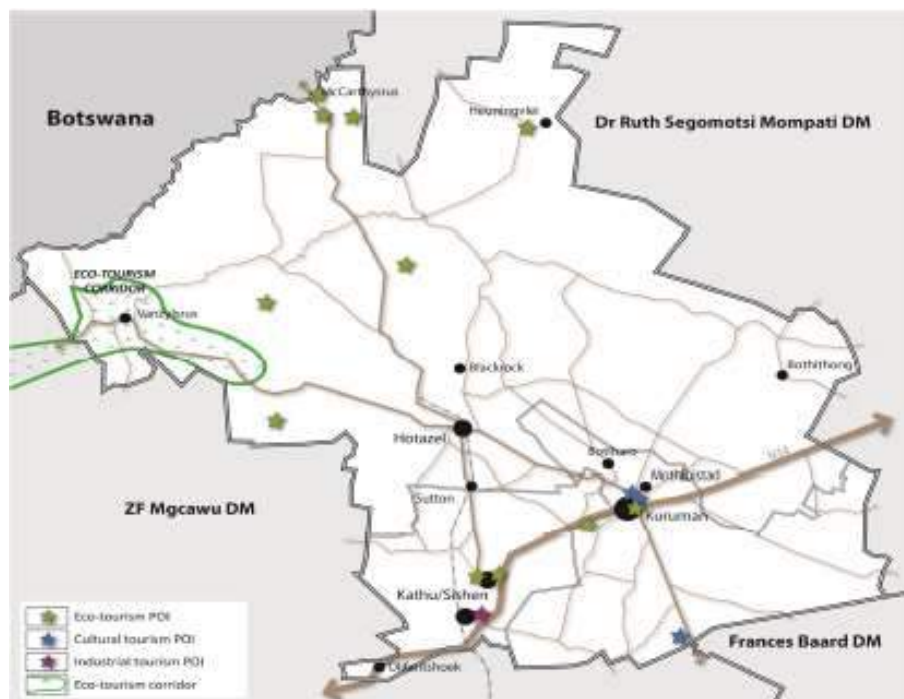 McCarthysrus
Heuningvlei
Botswana
Dr Ruth Segomotsi Mompati DM
ECO-TOURISM
CORRIDOR
Vanzylsrus
Blackrock
Bothithong
Hotazel
Bothare
N14
Mothibistad
Sutton
ZF Mgcawu DM
Kuruman
Kathu/Sishen
Eco-tourism POI
Cultural tourism POI
Industrial tourism POI
Eco-tourism corridor
Frances Baard DM